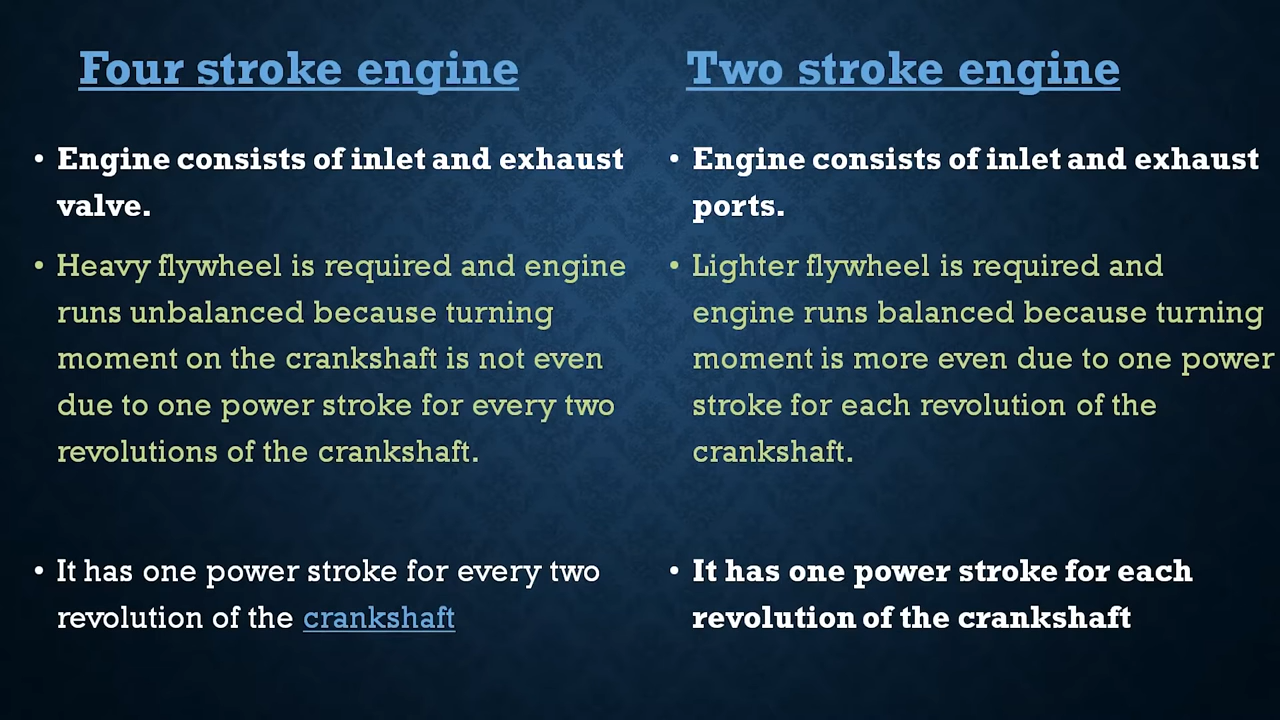 Four stroke engine
• Engine consists of inlet and exhaust
valve.
• Heavy flywheel is required and engine
runs unbalanced because turning
moment on the crankshaft is not even
due to one power stroke for every two
revolutions of the crankshaft.
• It has one power stroke for every two
revolution of the crankshaft
Two stroke engine
• Engine consists of inlet and exhaust
ports.
• Lighter flywheel is required and
engine runs balanced because turning
moment is more even due to one power
stroke for each revolution of the
crankshaft.
• It has one power stroke for each
revolution of the crankshaft